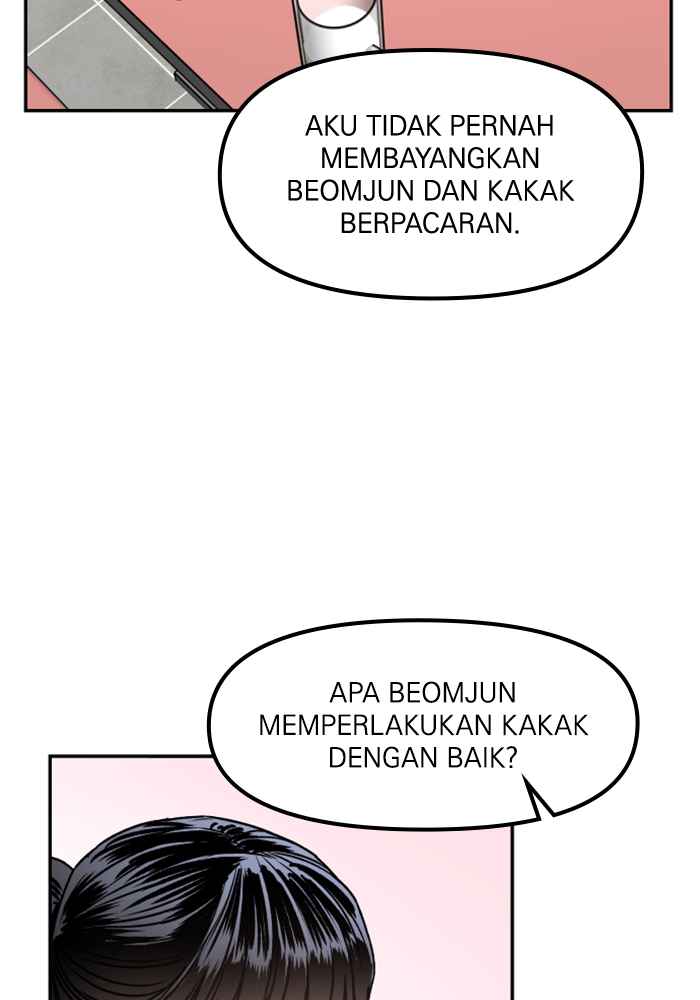 AKU TIDAK PERNAH
MEMBAYANGKAN
BEOMJUN DAN KAKAK
BERPACARAN.
APA BEOMJUN
MEMPERLAKUKAN KAKAK
DENGAN BAIK?